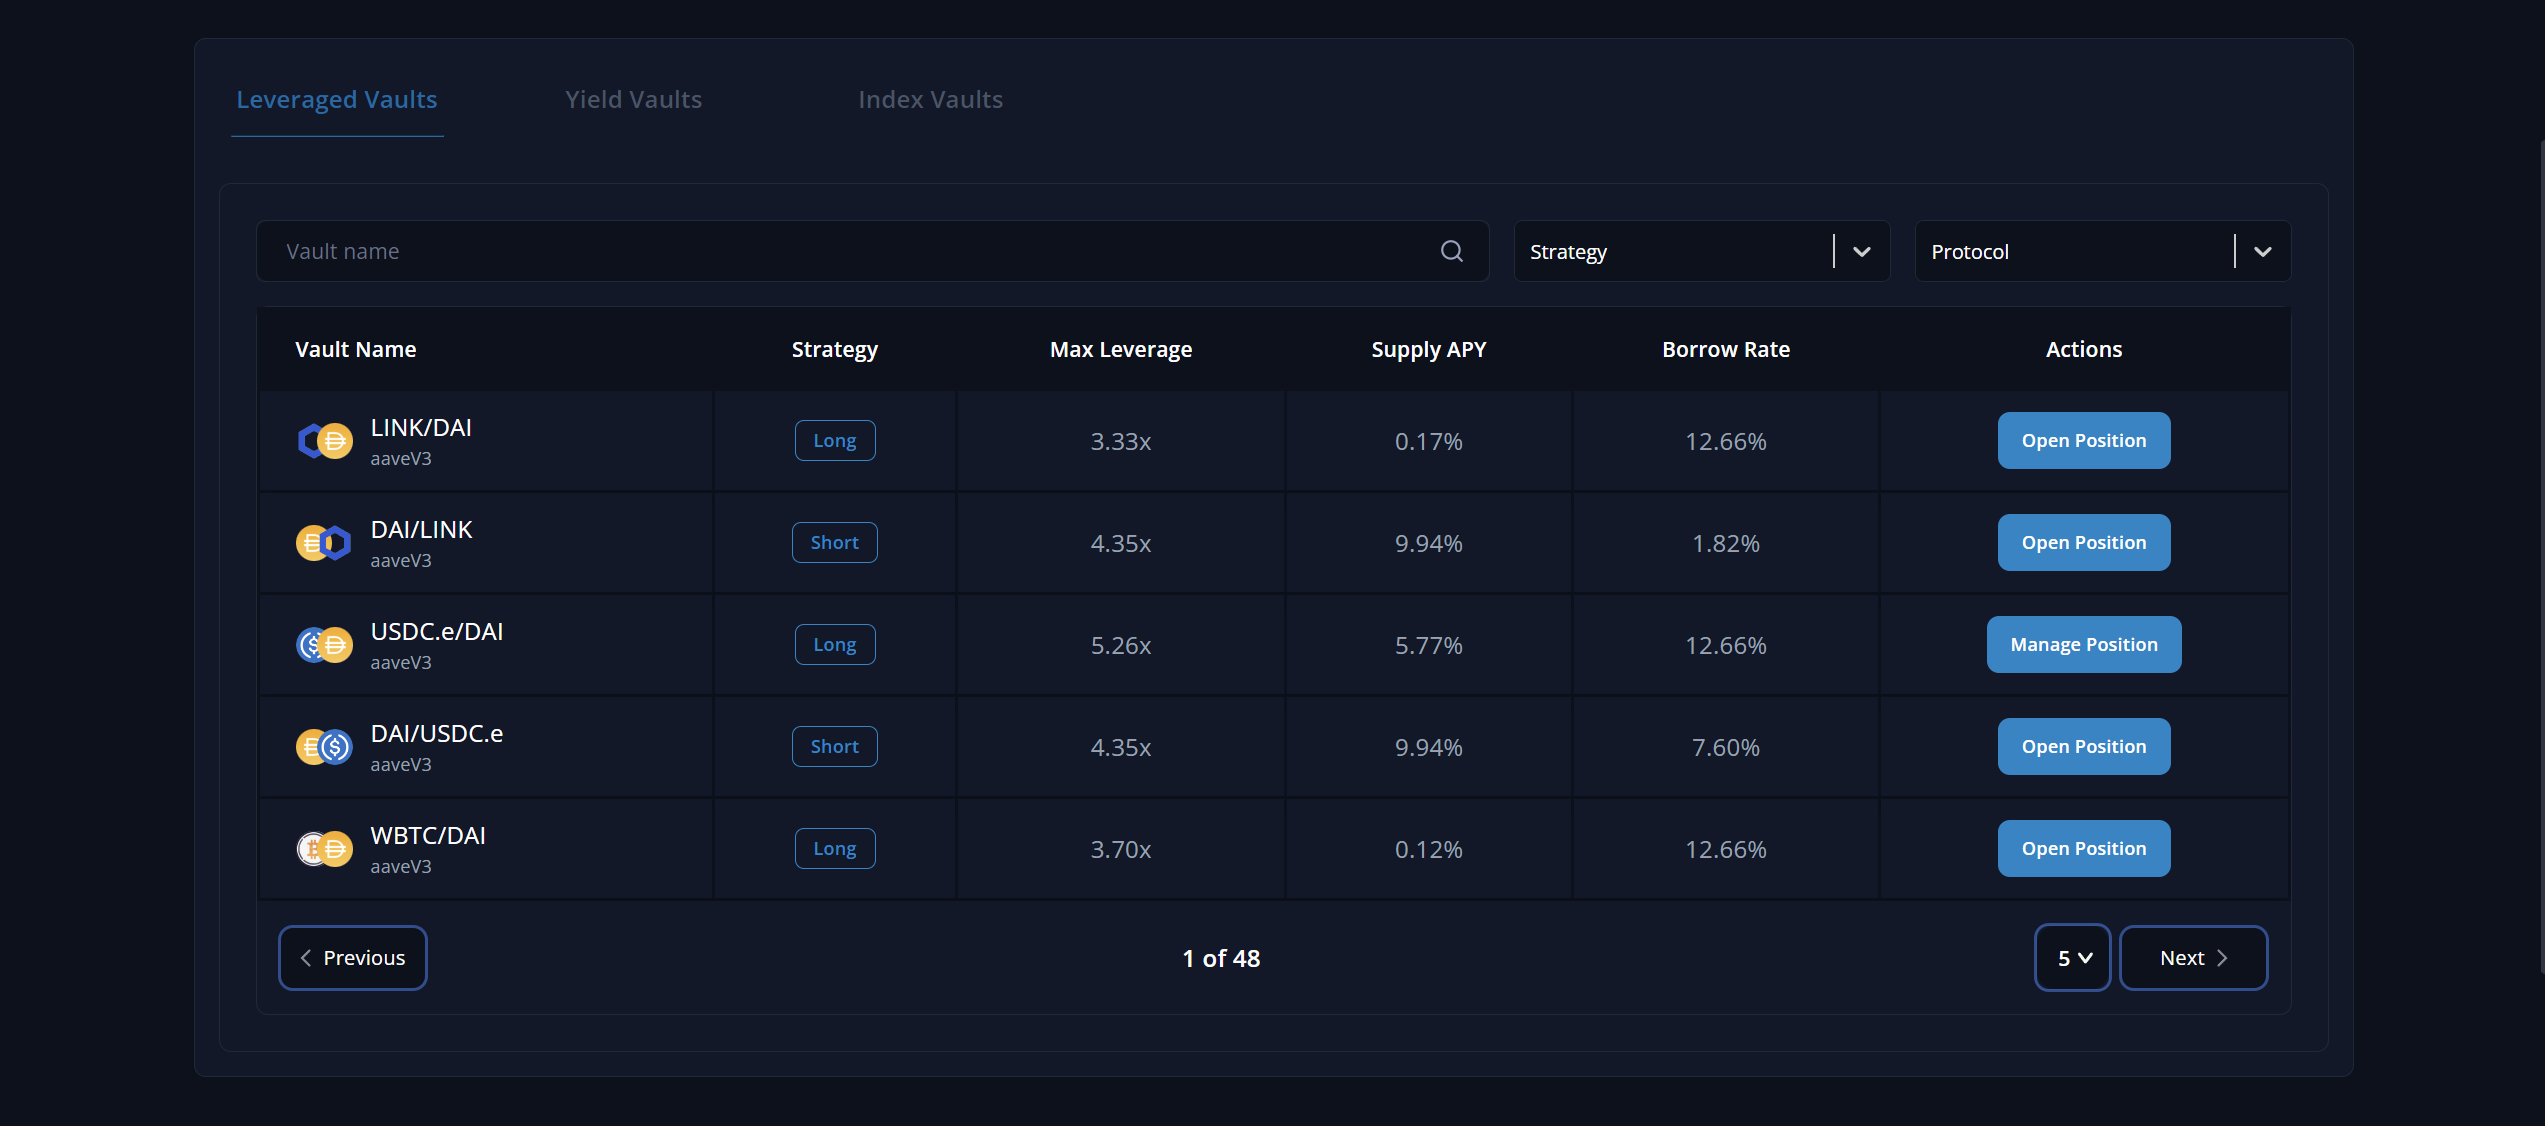 Leveraged Vaults Yield Vaults Index Vaults
Vault name Strategy Protocol
Vault Name Strategy Max Leverage Supply APY Borrow Rate Actions
LINK/DAI
aaveV3
Long 3.33x 0.17% 12.66% Open Position
DAI/LINK
aaveV3
Short 4.35x 9.94% 1.82% Open Position
USDC.e/DAI
aaveV3
Long 5.26x 5.77% 12.66% Manage Position
DAI/USDC.e
aaveV3
Short 4.35x 9.94% 7.60% Open Position
WBTC/DAI
aaveV3
Long 3.70x 0.12% 12.66% Open Position
Previous 1 of 48 5 Next